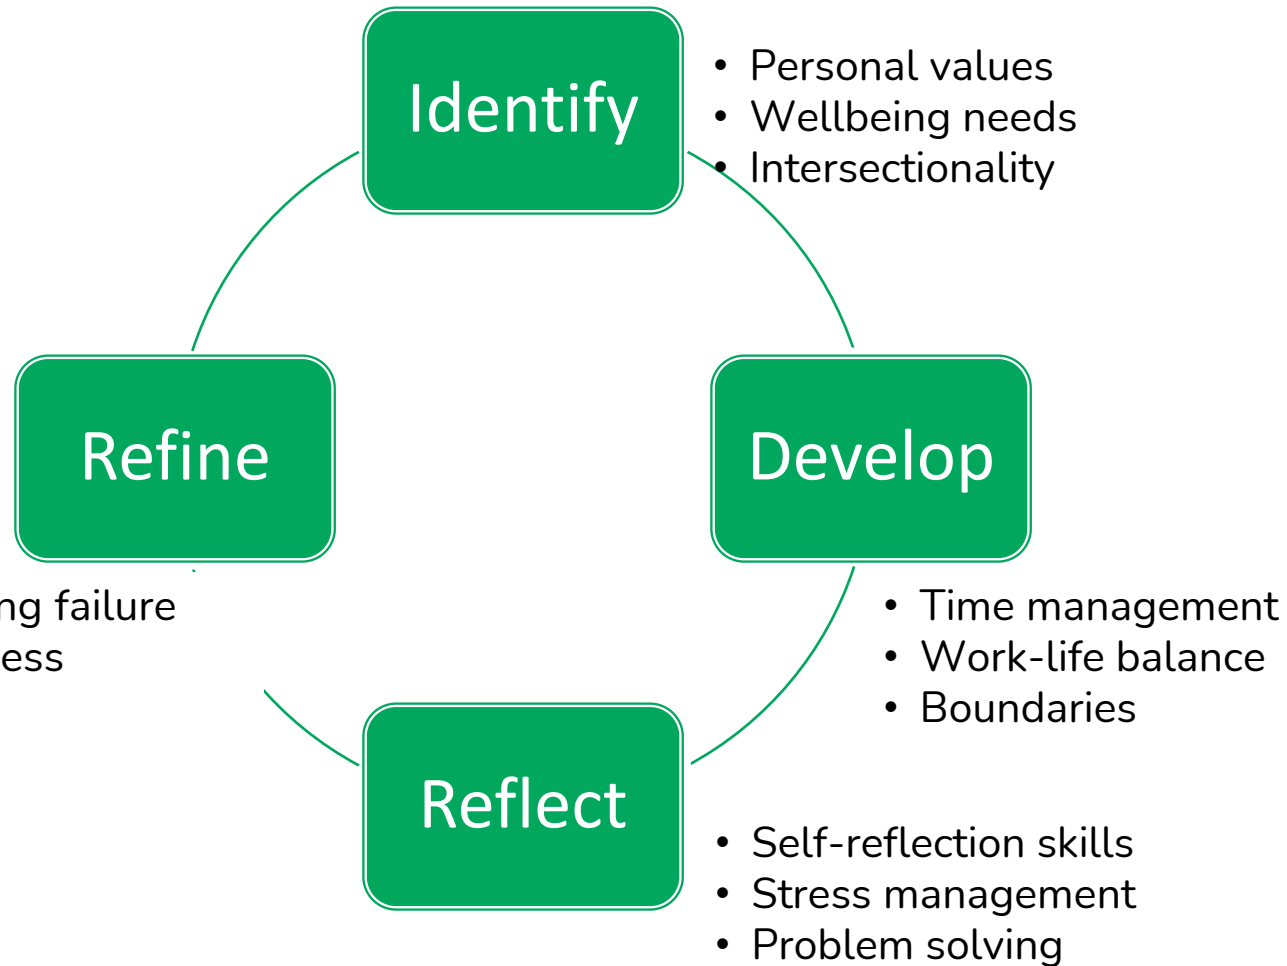 Identify
• Personal values
• Wellbeing needs
• Intersectionality
Refine
Develop
failure
• Time management
• Work-life balance
• Boundaries
Reflect
• Self-reflection skills
• Stress management
• Problem solving